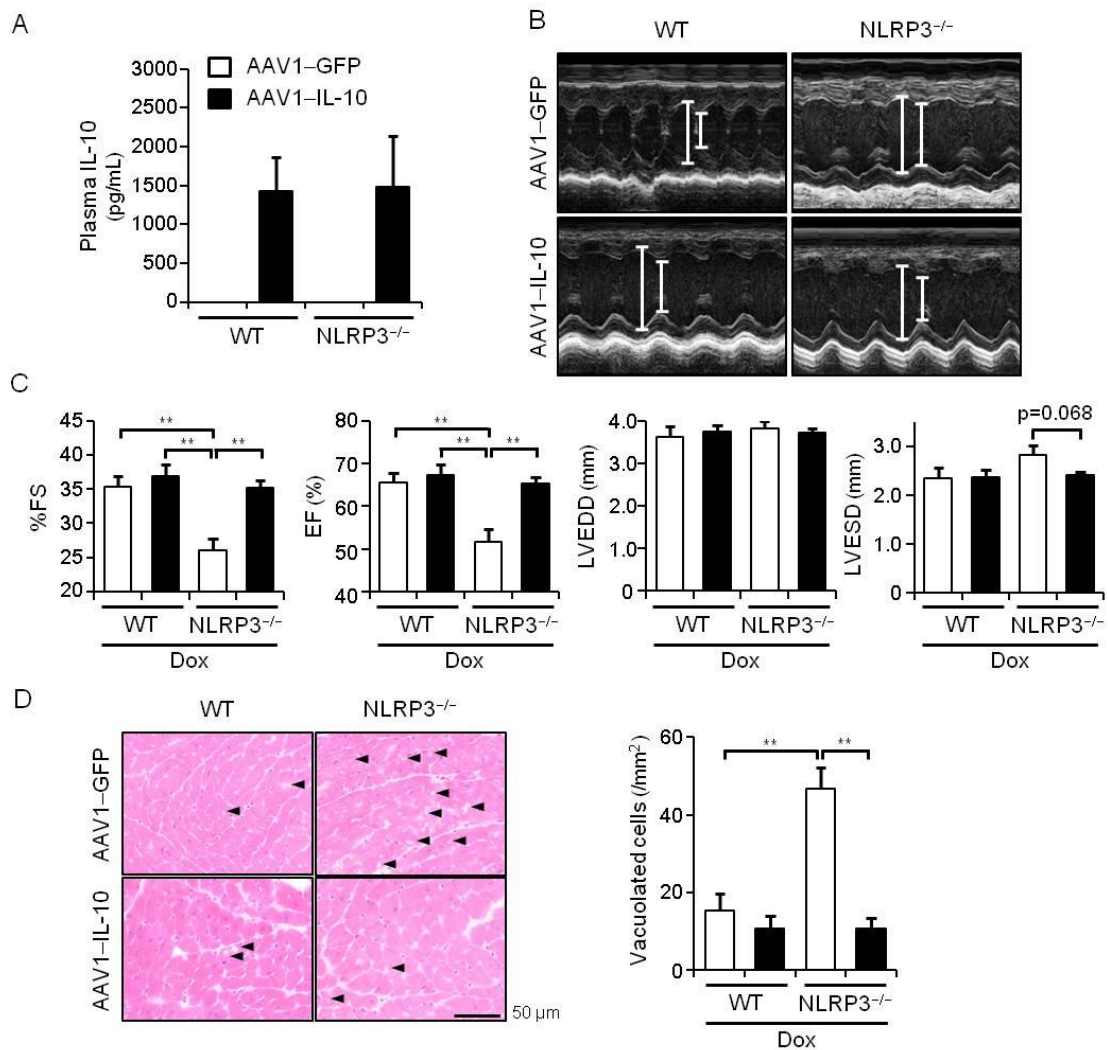 A
AAV1–GFP
AAV1–IL-10
Plasma IL-10
(pg/mL)
3000
2500
2000
1500
1000
500
0
WT
NLRP3−/−
B
WT
NLRP3−/−
AAV1–GFP
AAV1–IL-10
C
%FS
45
40
35
30
25
20
**
**
**
WT
NLRP3−/−
Dox
EF (%)
80
70
60
50
40
**
**
**
WT
NLRP3−/−
Dox
LVEDD (mm)
4.0
3.0
2.0
1.0
0
WT
NLRP3−/−
Dox
LVESD (mm)
3.0
2.0
1.0
0
p=0.068
WT
NLRP3−/−
Dox
D
WT
NLRP3−/−
AAV1–GFP
AAV1–IL-10
50 μm
Vacuolated cells (/mm²)
60
40
20
0
**
**
WT
NLRP3−/−
Dox